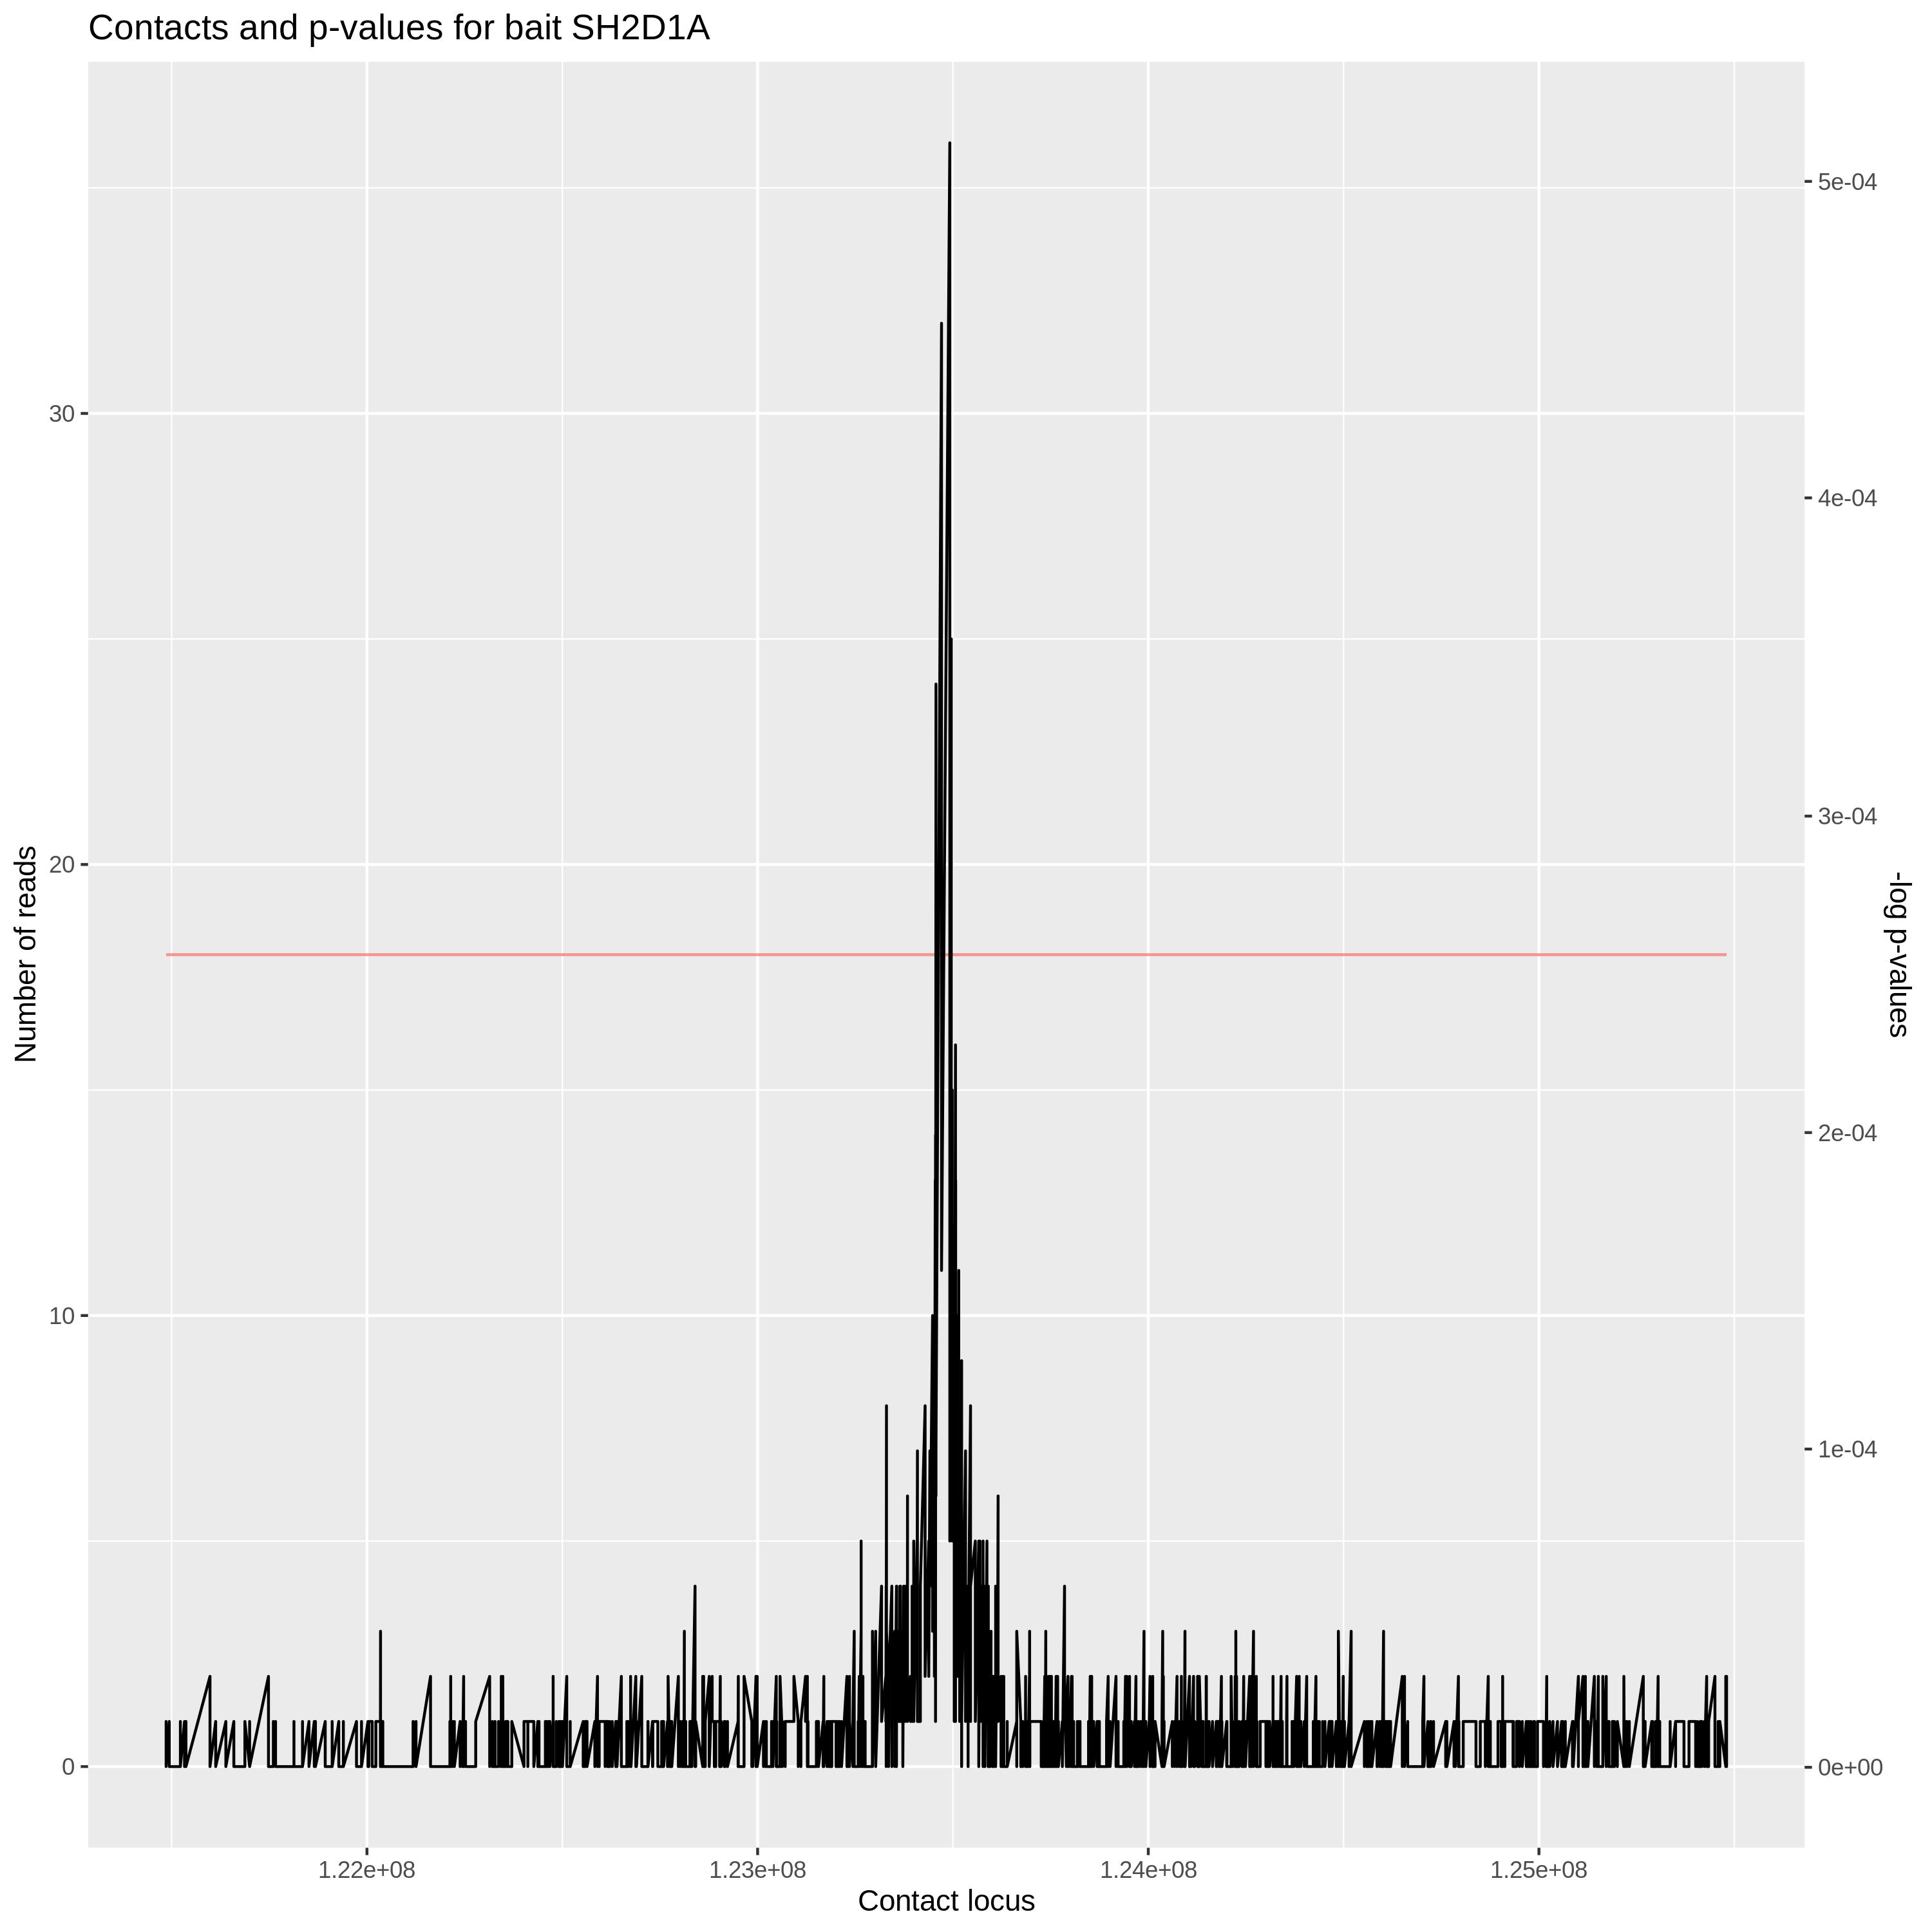 Contacts and p-values for bait SH2D1A
Number of reads
30
20
10
0
5e-04
4e-04
3e-04
2e-04
1e-04
0e+00
-log p-values
1.22e+08
1.23e+08
1.24e+08
1.25e+08
Contact locus